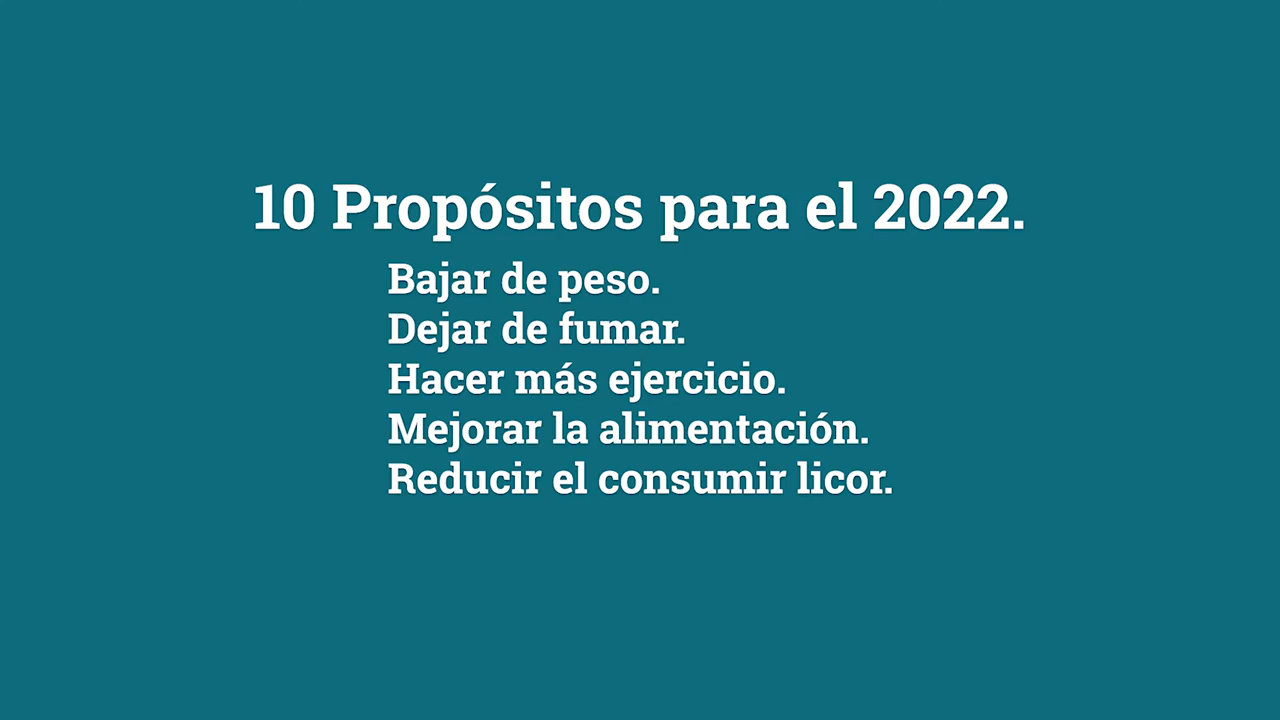 10 Propósitos para el 2022.
Bajar de peso.
Dejar de fumar.
Hacer más ejercicio.
Mejorar la alimentación.
Reducir el consumir licor.